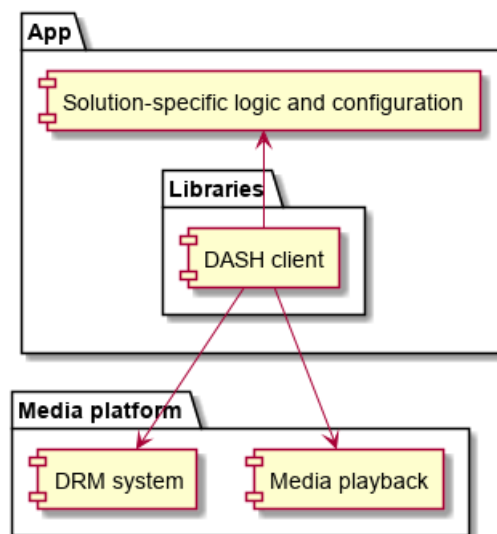 App
Solution-specific logic and configuration
Libraries
DASH client
Media platform
DRM system
Media playback